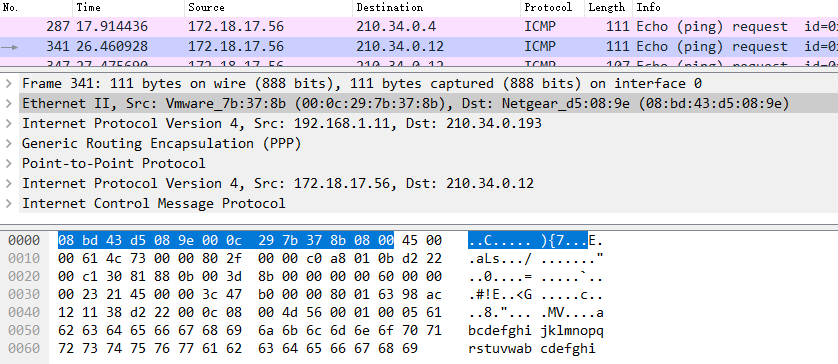 No. Time Source Destination Protocol Length Info
287 17.914436 172.18.17.56 210.34.0.4 ICMP 111 Echo (ping) request id=0
341 26.460928 172.18.17.56 210.34.0.12 ICMP 111 Echo (ping) request id=0
347 27.475690 172.18.17.56 210.34.0.12 ICMP 107 Echo (ping) request id=0
Frame 341: 111 bytes on wire (888 bits), 111 bytes captured (888 bits) on interface 0
Ethernet II, Src: Vmware_7b:37:8b (00:0c:29:7b:37:8b), Dst: Netgear_d5:08:9e (08:bd:43:d5:08:9e)
Internet Protocol Version 4, Src: 192.168.1.11, Dst: 210.34.0.193
Generic Routing Encapsulation (PPP)
Point-to-Point Protocol
Internet Protocol Version 4, Src: 172.18.17.56, Dst: 210.34.0.12
Internet Control Message Protocol
0000 08 bd 43 d5 08 9e 00 0c 29 7b 37 8b 08 00 45 00 ..C..... ){7...E.
0010 00 61 4c 73 00 00 80 2f 00 00 c0 a8 01 0b d2 22 .aLs.../ ......."
0020 00 c1 30 81 88 0b 00 3d 8b 00 00 00 00 60 00 00 ..0....= .....`..
0030 00 23 21 45 00 00 3c 47 b0 00 00 80 01 63 98 ac .#!E..<G .....c..
0040 12 11 38 d2 22 00 0c 08 00 4d 56 00 01 00 05 61 ..8."... .MV....a
0050 62 63 64 65 66 67 68 69 6a 6b 6c 6d 6e 6f 70 71 bcdefghi jklmnopq
0060 72 73 74 75 76 77 61 62 63 64 65 66 67 68 69 rstuvwab cdefghi